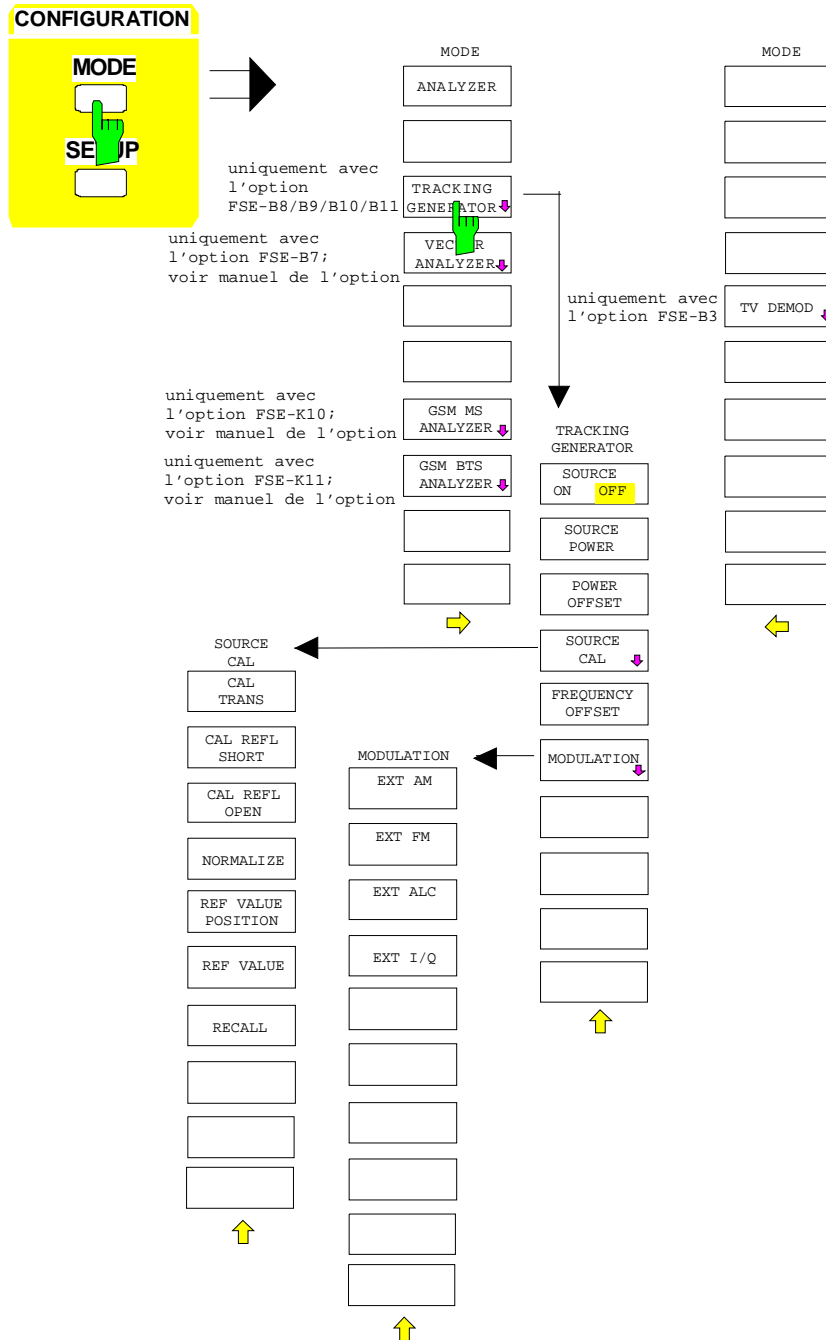 CONFIGURATION
MODE
SETUP
MODE
ANALYZER
uniquement avec
l'option
FSE-B8/B9/B10/B11
TRACKING
GENERATOR
uniquement avec
l'option FSE-B7;
voir manuel de l'option
VECTOR
ANALYZER
uniquement avec
l'option FSE-K10;
voir manuel de l'option
GSM MS
ANALYZER
uniquement avec
l'option FSE-K11;
voir manuel de l'option
GSM BTS
ANALYZER
MODE
uniquement avec
l'option FSE-B3
TV DEMOD
TRACKING
GENERATOR
SOURCE
ON OFF
SOURCE
POWER
POWER
OFFSET
SOURCE
CAL
FREQUENCY
OFFSET
MODULATION
SOURCE
CAL
CAL
TRANS
CAL REFL
SHORT
CAL REFL
OPEN
NORMALIZE
REF VALUE
POSITION
REF VALUE
RECALL
MODULATION
EXT AM
EXT FM
EXT ALC
EXT I/Q